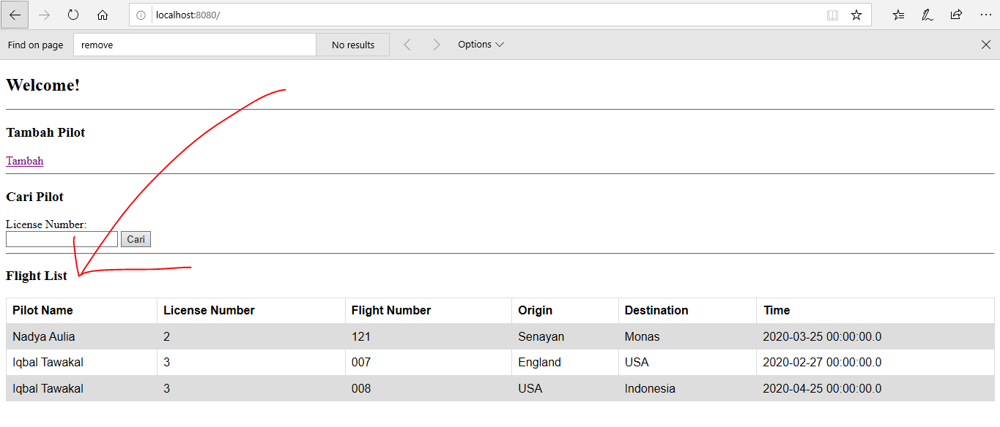 localhost:8080/
Find on page remove No results Options
Welcome!
Tambah Pilot
Tambah
Cari Pilot
License Number:
Cari
Flight List
Pilot Name License Number Flight Number Origin Destination Time
Nadya Aulia 2 121 Senayan Monas 2020-03-25 00:00:00.0
Iqbal Tawakal 3 007 England USA 2020-02-27 00:00:00.0
Iqbal Tawakal 3 008 USA Indonesia 2020-04-25 00:00:00.0